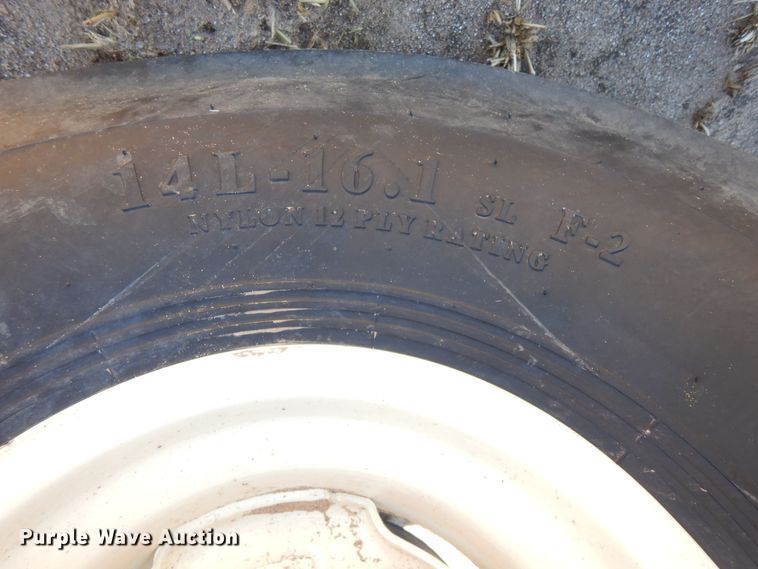 14L-16.1 SL F-2
NYLON 12 PLY RATING
Purple Wave Auction